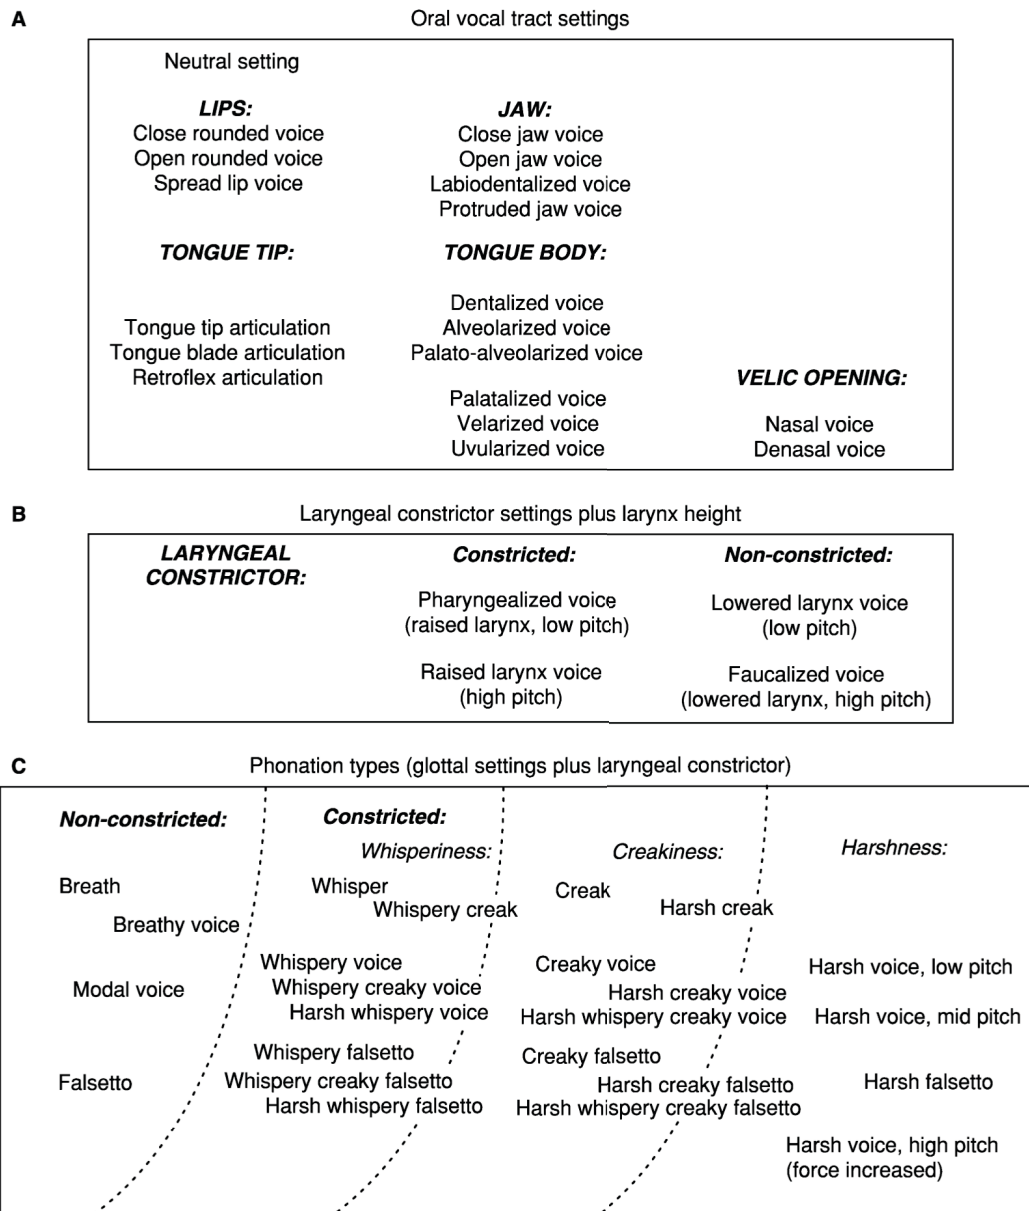 A
Oral vocal tract settings
Neutral setting
LIPS:
Close rounded voice
Open rounded voice
Spread lip voice
JAW:
Close jaw voice
Open jaw voice
Labiodentalized voice
Protruded jaw voice
TONGUE TIP:
Tongue tip articulation
Tongue blade articulation
Retroflex articulation
TONGUE BODY:
Dentalized voice
Alveolarized voice
Palato-alveolarized voice
Palatalized voice
Velarized voice
Uvularized voice
VELIC OPENING:
Nasal voice
Denasal voice
B
Laryngeal constrictor settings plus larynx height
LARYNGEAL
CONSTRICTOR:
Constricted:
Pharyngealized voice
(raised larynx, low pitch)
Raised larynx voice
(high pitch)
Non-constricted:
Lowered larynx voice
(low pitch)
Faucalized voice
(lowered larynx, high pitch)
C
Phonation types (glottal settings plus laryngeal constrictor)
Non-constricted:
Breath
Breathy voice
Modal voice
Falsetto
Constricted:
Whisperiness:
Whisper
Whispery creak
Whispery voice
Whispery creaky voice
Harsh whispery voice
Whispery falsetto
Whispery creaky falsetto
Harsh whispery falsetto
Creakiness:
Creak
Harsh creak
Creaky voice
Harsh creaky voice
Harsh whispery creaky voice
Creaky falsetto
Harsh creaky falsetto
Harsh whispery creaky falsetto
Harshness:
Harsh voice, low pitch
Harsh voice, mid pitch
Harsh falsetto
Harsh voice, high pitch
(force increased)